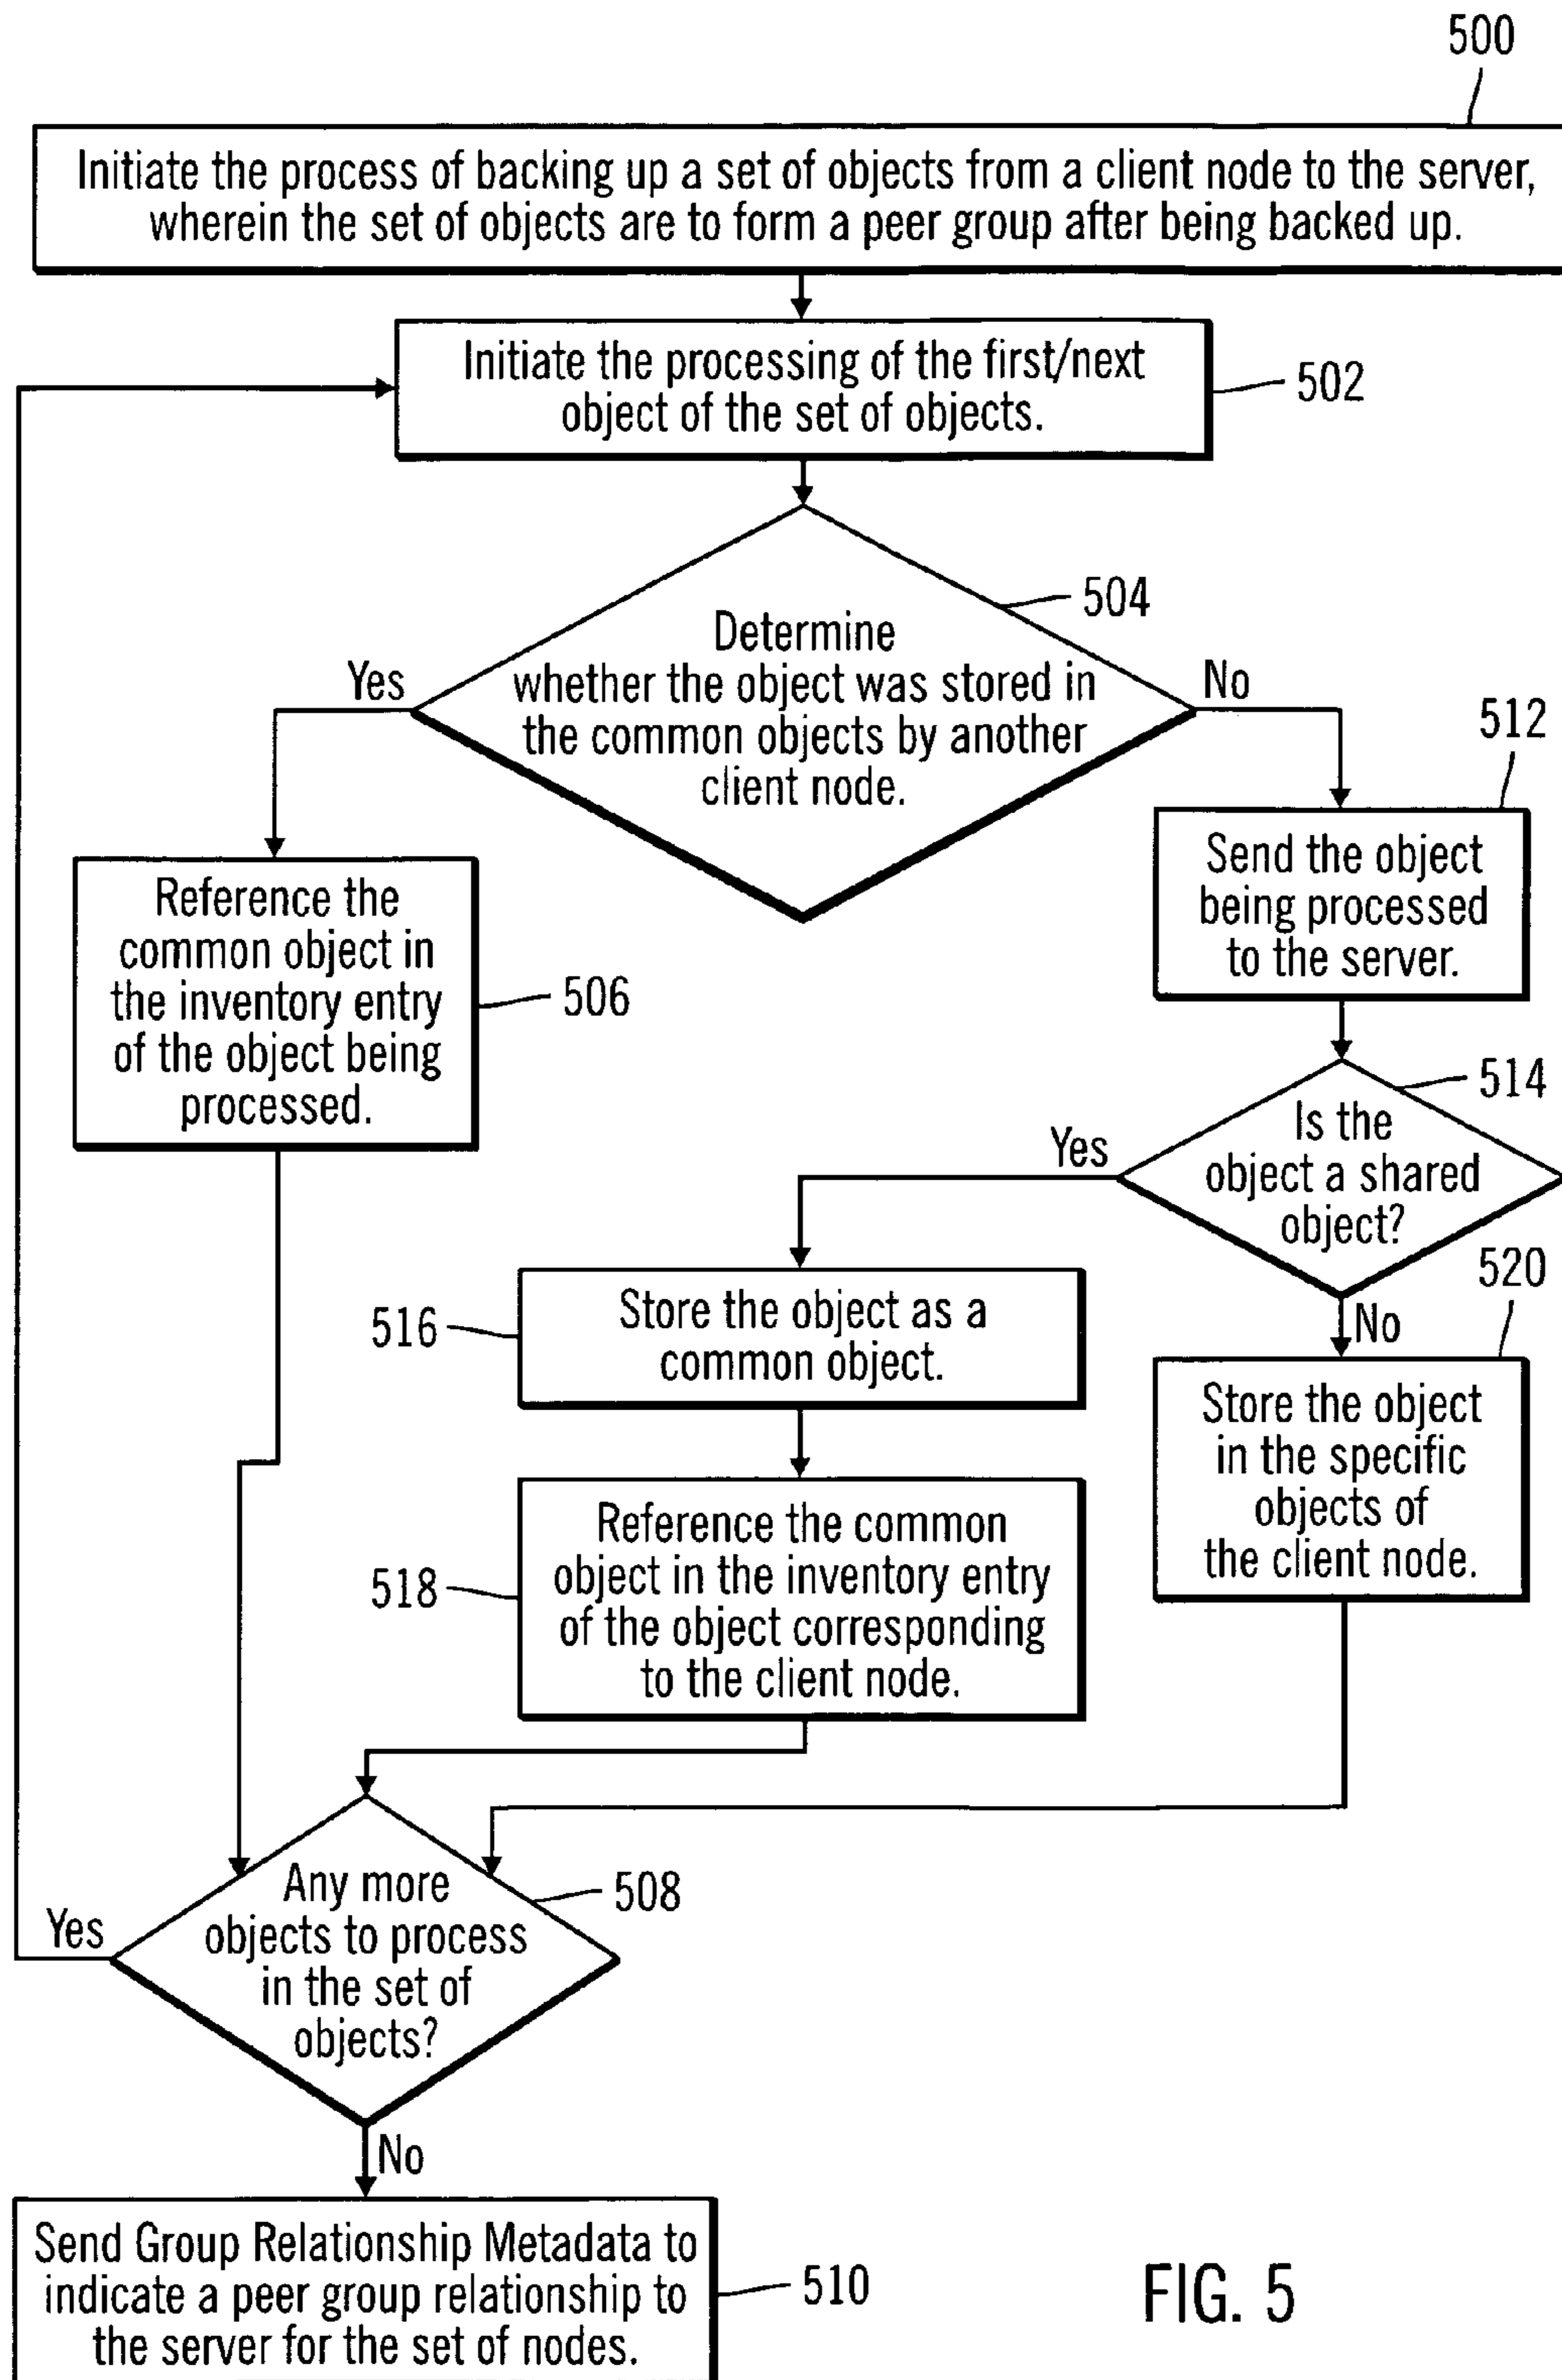 500
Initiate the process of backing up a set of objects from a client node to the server,
wherein the set of objects are to form a peer group after being backed up.
Initiate the processing of the first/next
object of the set of objects.
502
504
Determine
whether the object was stored in
the common objects by another
client node.
Yes
No
512
Reference the
common object in
the inventory entry
of the object being
processed.
506
Send the object
being processed
to the server.
514
Is the
object a shared
object?
Yes
No
520
516
Store the object as a
common object.
Store the object
in the specific
objects of
the client node.
518
Reference the common
object in the inventory entry
of the object corresponding
to the client node.
508
Any more
objects to process
in the set of
objects?
Yes
No
Send Group Relationship Metadata to
indicate a peer group relationship to
the server for the set of nodes.
510
FIG. 5